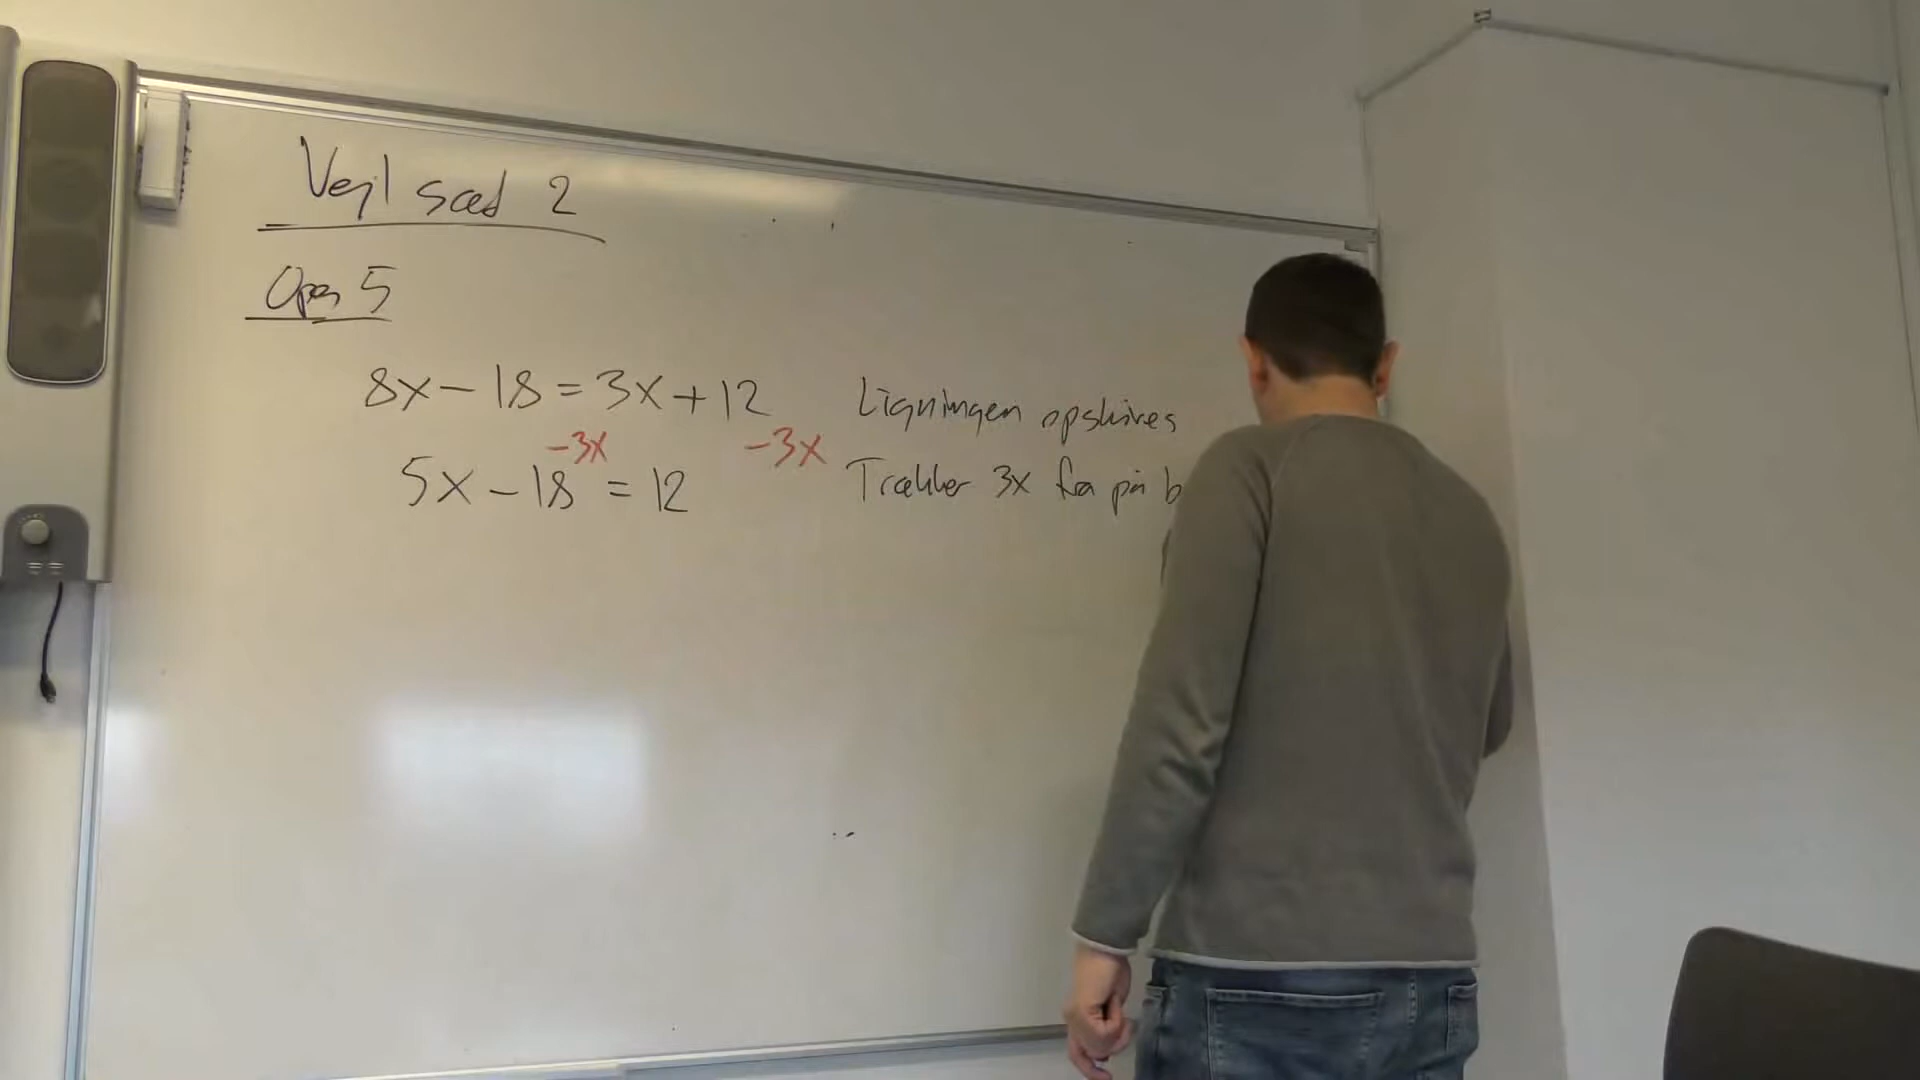 Vejl sæt 2
Opg 5
8x - 18 = 3x + 12 Ligningen opskrives
-3x -3x
5x - 18 = 12 Trækker 3x fra på b